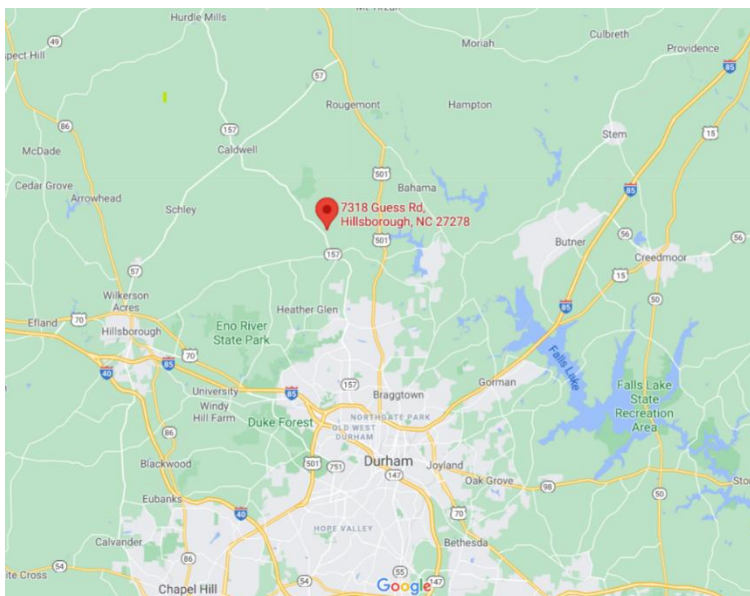 Hurdle Mills
Culbreth
Moriah
Providence
49
57
85
Rougemont
Hampton
15
86
157
Stem
McDade
Caldwell
501
Cedar Grove
Bahama
85
Arrowhead
Schley
7318 Guess Rd,
Hillsborough, NC 27278
56
501
Butner
56
157
Creedmoor
57
15
Wilkerson
Acres
50
85
Heather Glen
Efland
70
Hillsborough
Eno River
State Park
70
Falls Lake
85
40
157
Gorman
Falls Lake
State
Recreation
Area
University
85
Braggtown
Windy
Hill Farm
NORTHGATE PARK
Duke Forest
OLD WEST
DURHAM
86
Durham
Blackwood
501
751
Joyland
147
Oak Grove
98
50
Eubanks
40
70
HOPE VALLEY
Calvander
Bethesda
86
54
54
55
147
54
Chapel Hill
Google